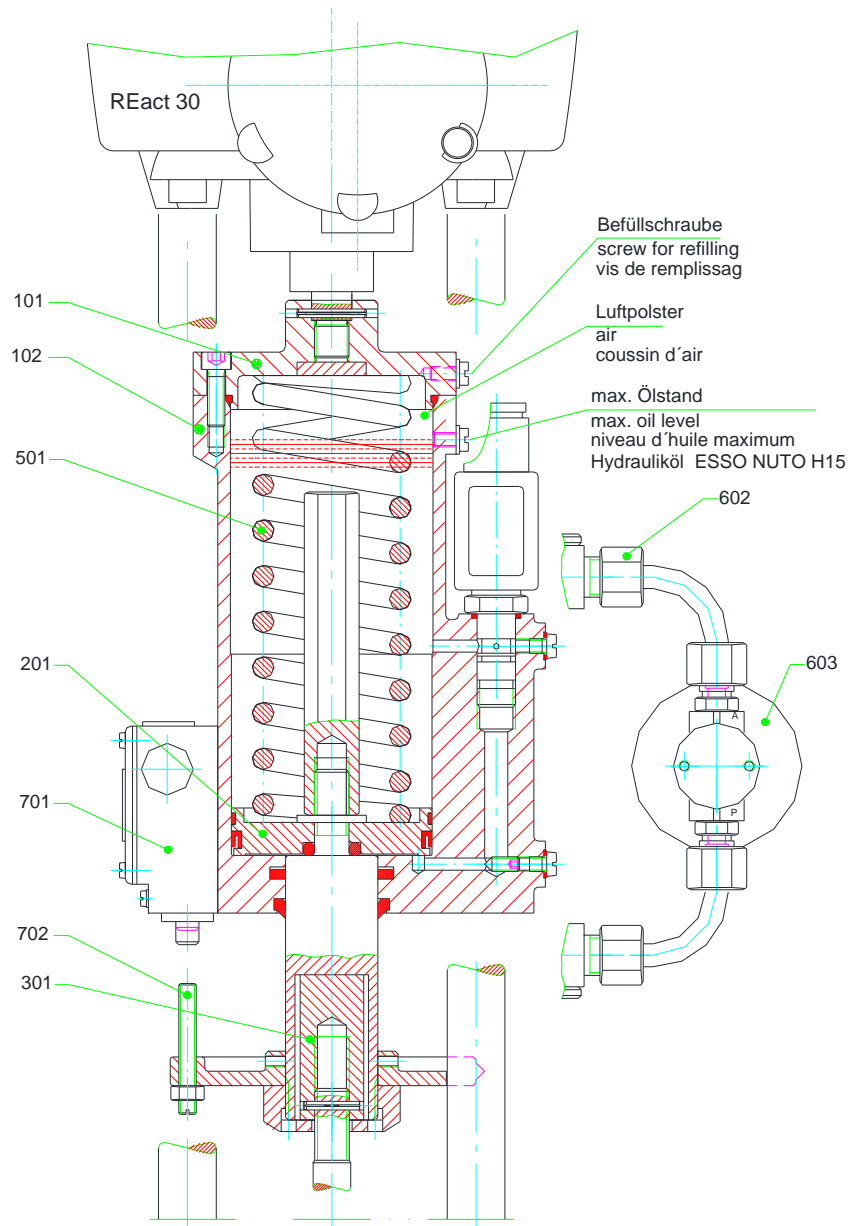 REact 30
Befüllschraube
screw for refilling
vis de remplissag
101
Luftpolster
air
coussin d´air
102
max. Ölstand
max. oil level
niveau d´huile maximum
Hydrauliköl ESSO NUTO H15
501
602
201
603
A
701
P
702
301